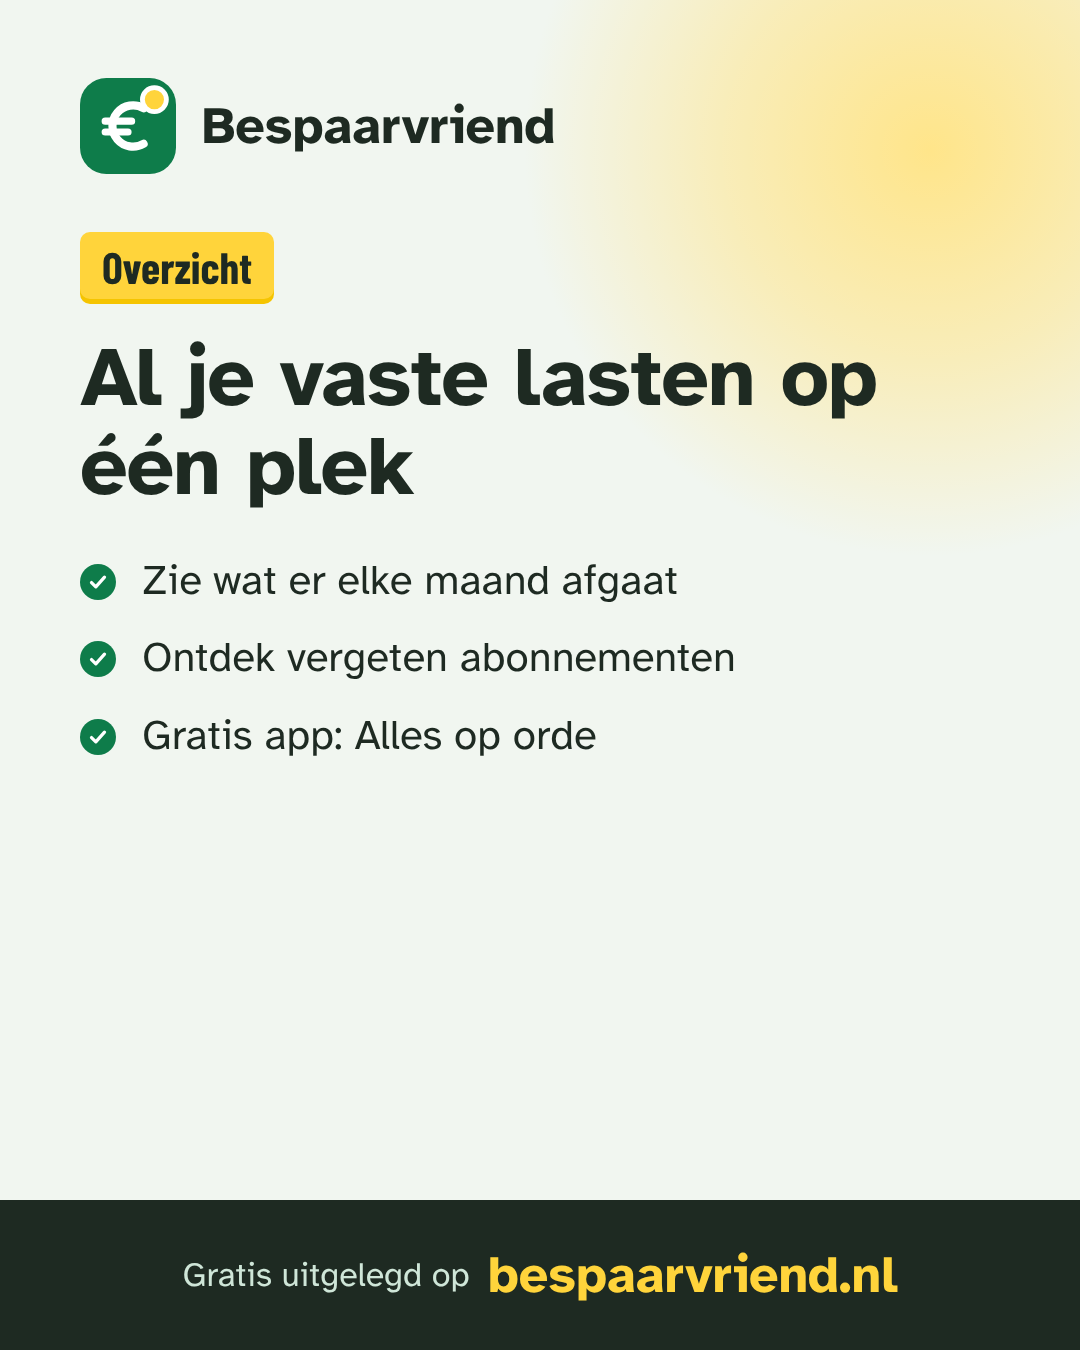 Bespaarvriend
Overzicht
Al je vaste lasten op
één plek
Zie wat er elke maand afgaat
Ontdek vergeten abonnementen
Gratis app: Alles op orde
Gratis uitgelegd op bespaarvriend.nl